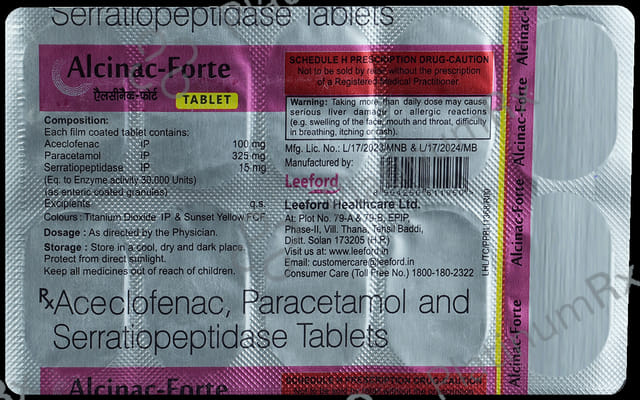 Serratiopeptidase Tablets
Alcinac-Forte
एलसीनैक-फोर्ट
TABLET
Composition:
Each film coated tablet contains:
Aceclofenac IP 100 mg
Paracetamol IP 325 mg
Serratiopeptidase IP 15 mg
(Eq. to Enzyme activity 30,000 Units)
(as enteric coated granules)
Excipients q.s.
Colours : Titanium Dioxide IP & Sunset Yellow FCF
Dosage : As directed by the Physician.
Storage : Store in a cool, dry and dark place.
Protect from direct sunlight.
Keep all medicines out of reach of children.
SCHEDULE H PRESCRIPTION DRUG-CAUTION
Not to be sold by retail without the prescription
of a Registered Medical Practitioner.
Warning: Taking more than daily dose may cause
serious liver damage or allergic reactions
(e.g. swelling of the face, mouth and throat, difficulty
in breathing, itching or rash).
Mfg. Lic. No.: L/17/2023/MNB & L/17/2024/MB
Manufactured by:
Leeford
Leeford Healthcare Ltd.
At: Plot No. 79-A & 79-B, EPIP,
Phase-II, Vill. Thana, Tehsil Baddi,
Distt. Solan 173205 (H.P.)
Visit us at: www.leeford.in
Email: customercare@leeford.in
Consumer Care (Toll Free No.) 1800-180-2322
Rx Aceclofenac, Paracetamol and
Serratiopeptidase Tablets
Alcinac-Forte
SCHEDULE H PRESCRIPTION DRUG-CAUTION
Alcinac-Forte
Alcinac-Forte
Alcinac-Forte
Alcinac-Forte